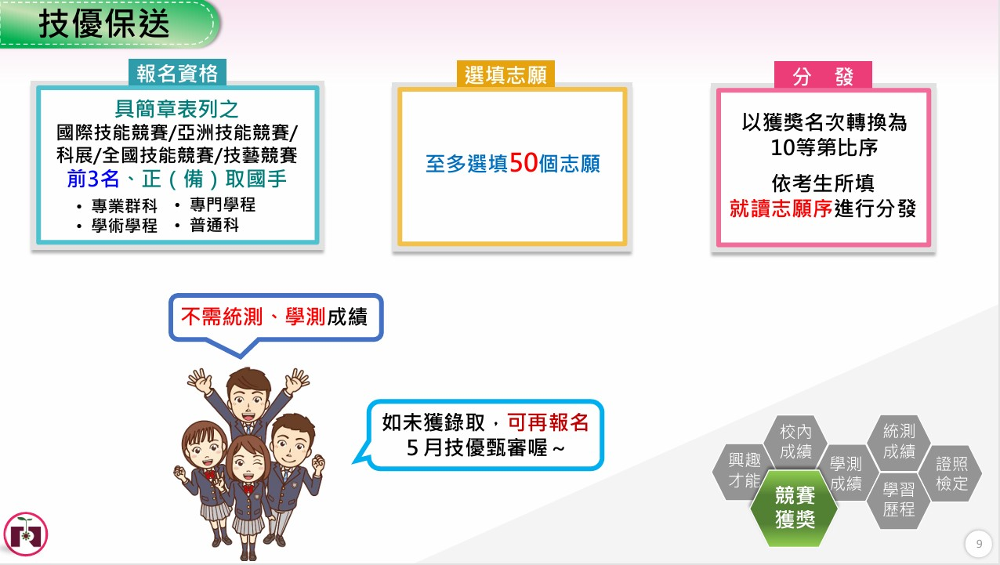 技優保送
報名資格
具簡章表列之
國際技能競賽/亞洲技能競賽/
科展/全國技能競賽/技藝競賽
前3名、正(備)取國手
• 專業群科 • 專門學程
• 學術學程 • 普通科
選填志願
至多選填50個志願
分 發
以獲獎名次轉換為
10等第比序
依考生所填
就讀志願序進行分發
不需統測、學測成績
如未獲錄取，可再報名
5月技優甄審喔~
興趣
才能
校內
成績
競賽
獲獎
學測
成績
統測
成績
學習
歷程
證照
檢定
9